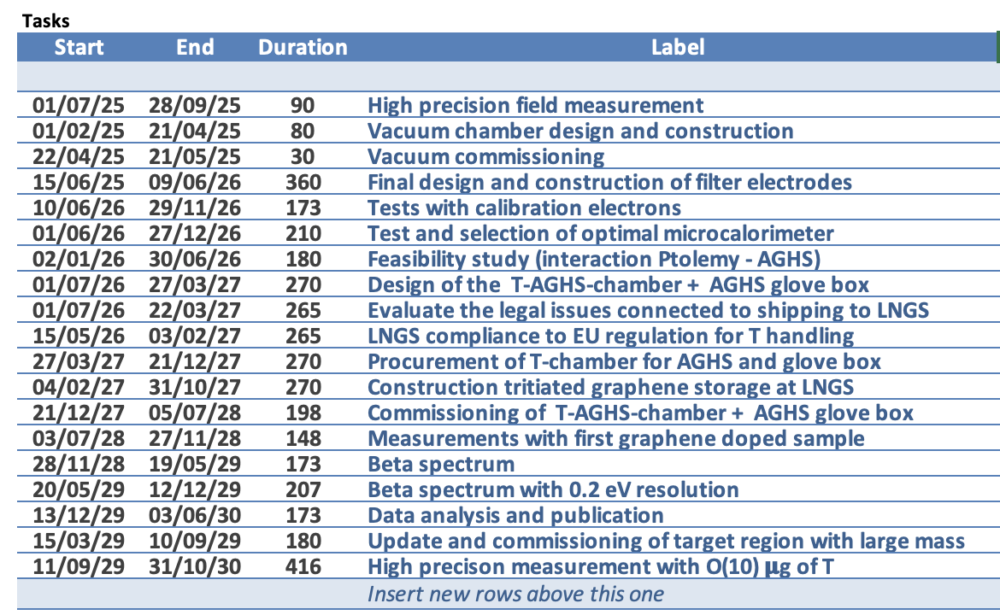 Tasks
Start End Duration Label
01/07/25 28/09/25 90 High precision field measurement
01/02/25 21/04/25 80 Vacuum chamber design and construction
22/04/25 21/05/25 30 Vacuum commissioning
15/06/25 09/06/26 360 Final design and construction of filter electrodes
10/06/26 29/11/26 173 Tests with calibration electrons
01/06/26 27/12/26 210 Test and selection of optimal microcalorimeter
02/01/26 30/06/26 180 Feasibility study (interaction Ptolemy - AGHS)
01/07/26 27/03/27 270 Design of the T-AGHS-chamber + AGHS glove box
01/07/26 22/03/27 265 Evaluate the legal issues connected to shipping to LNGS
15/05/26 03/02/27 265 LNGS compliance to EU regulation for T handling
27/03/27 21/12/27 270 Procurement of T-chamber for AGHS and glove box
04/02/27 31/10/27 270 Construction tritiated graphene storage at LNGS
21/12/27 05/07/28 198 Commissioning of T-AGHS-chamber + AGHS glove box
03/07/28 27/11/28 148 Measurements with first graphene doped sample
28/11/28 19/05/29 173 Beta spectrum
20/05/29 12/12/29 207 Beta spectrum with 0.2 eV resolution
13/12/29 03/06/30 173 Data analysis and publication
15/03/29 10/09/29 180 Update and commissioning of target region with large mass
11/09/29 31/10/30 416 High precison measurement with O(10) µg of T
Insert new rows above this one